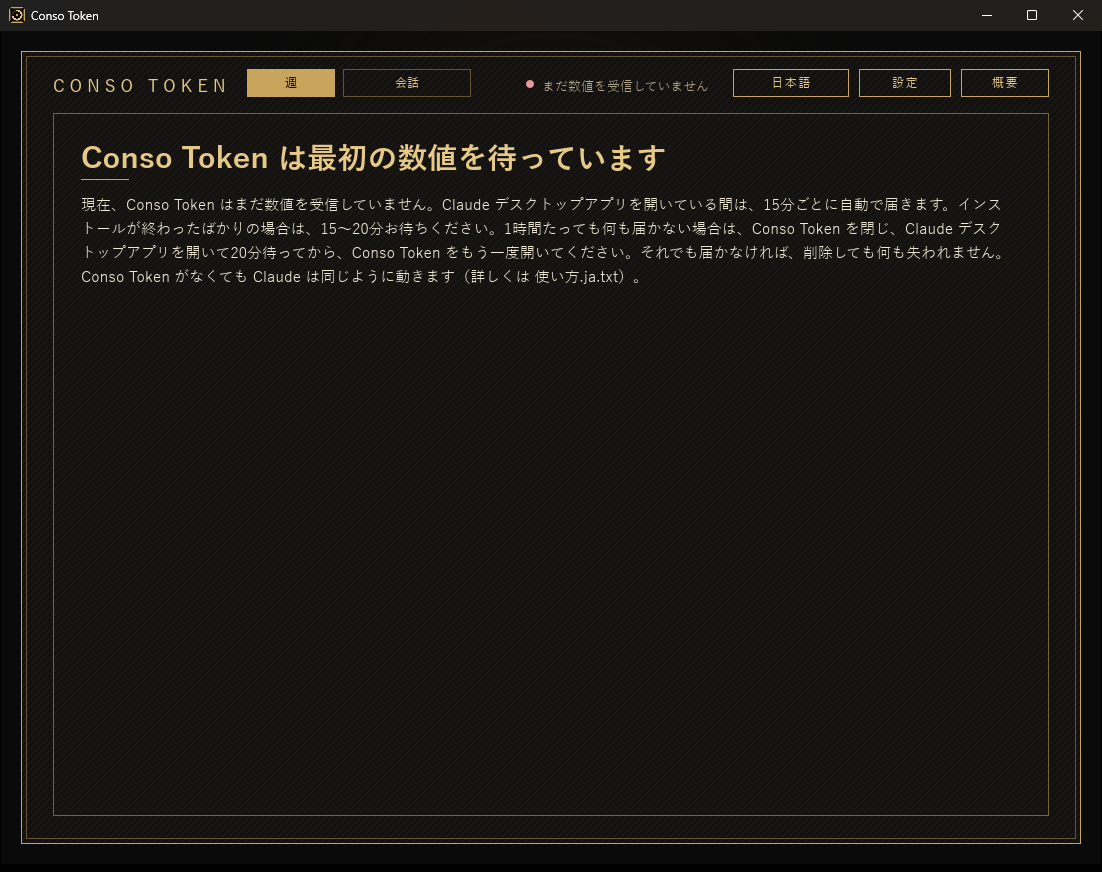 Conso Token
CONSO TOKEN
週
会話
まだ数値を受信していません
日本語
設定
概要
Conso Token は最初の数値を待っています
現在、Conso Token はまだ数値を受信していません。Claude デスクトップアプリを開いている間は、15分ごとに自動で届きます。インス
トールが終わったばかりの場合は、15～20分お待ちください。1時間たっても何も届かない場合は、Conso Token を閉じ、Claude デスク
トップアプリを開いて20分待ってから、Conso Token をもう一度開いてください。それでも届かなければ、削除しても何も失われません。
Conso Token がなくても Claude は同じように動きます（詳しくは 使い方.ja.txt）。